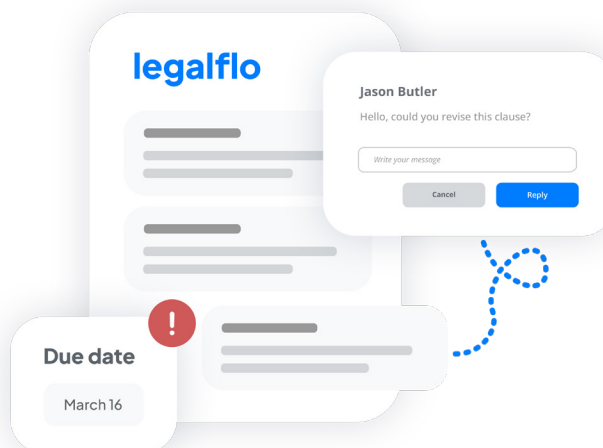 legalflo
Jason Butler
Hello, could you revise this clause?
Write your message
Cancel
Reply
!
Due date
March 16